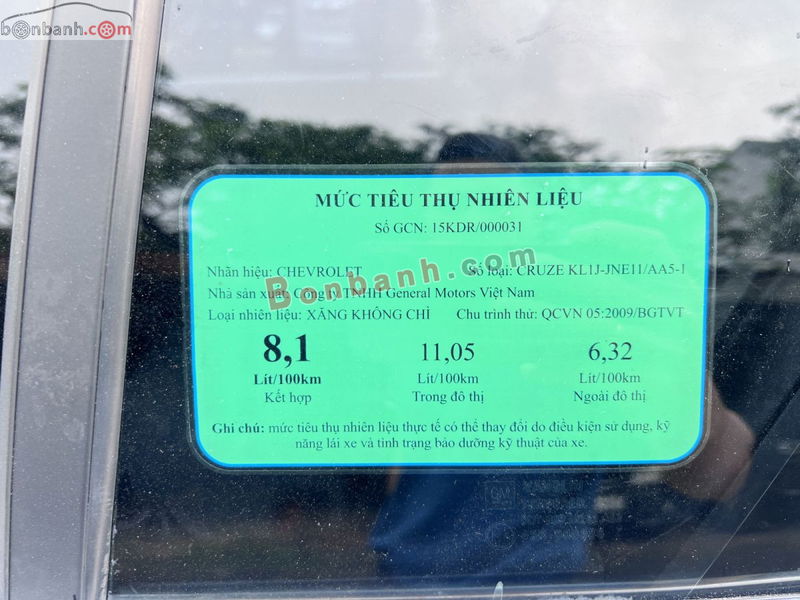 bonbanh.com
MỨC TIÊU THỤ NHIÊN LIỆU
Số GCN: 15KDR/000031
Nhãn hiệu: CHEVROLET Số loại: CRUZE KL1J-JNE11/AA5-1
Nhà sản xuất: Công ty TNHH General Motors Việt Nam
Bonbanh.com
Loại nhiên liệu: XĂNG KHÔNG CHÌ Chu trình thử: QCVN 05:2009/BGTVT
8,1 11,05 6,32
Lít/100km Lít/100km Lít/100km
Kết hợp Trong đô thị Ngoài đô thị
Ghi chú: mức tiêu thụ nhiên liệu thực tế có thể thay đổi do điều kiện sử dụng, kỹ
năng lái xe và tình trạng bảo dưỡng kỹ thuật của xe.
GM